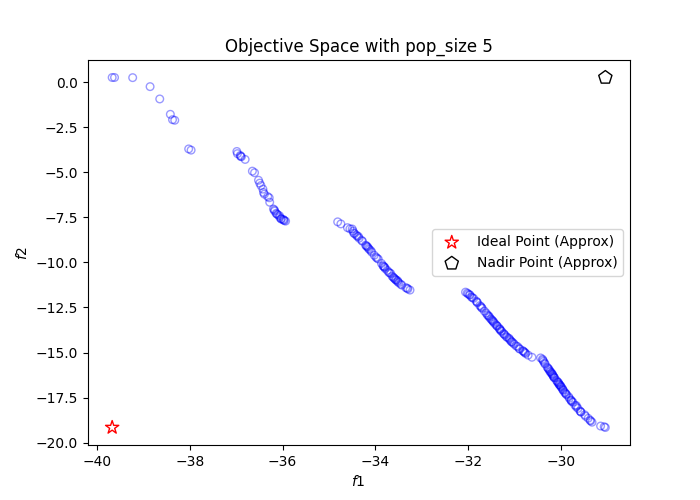 Objective Space with pop_size 5
0.0
−2.5
−5.0
−7.5
−10.0
−12.5
−15.0
−17.5
−20.0
f2
Ideal Point (Approx)
Nadir Point (Approx)
−40 −38 −36 −34 −32 −30
f1